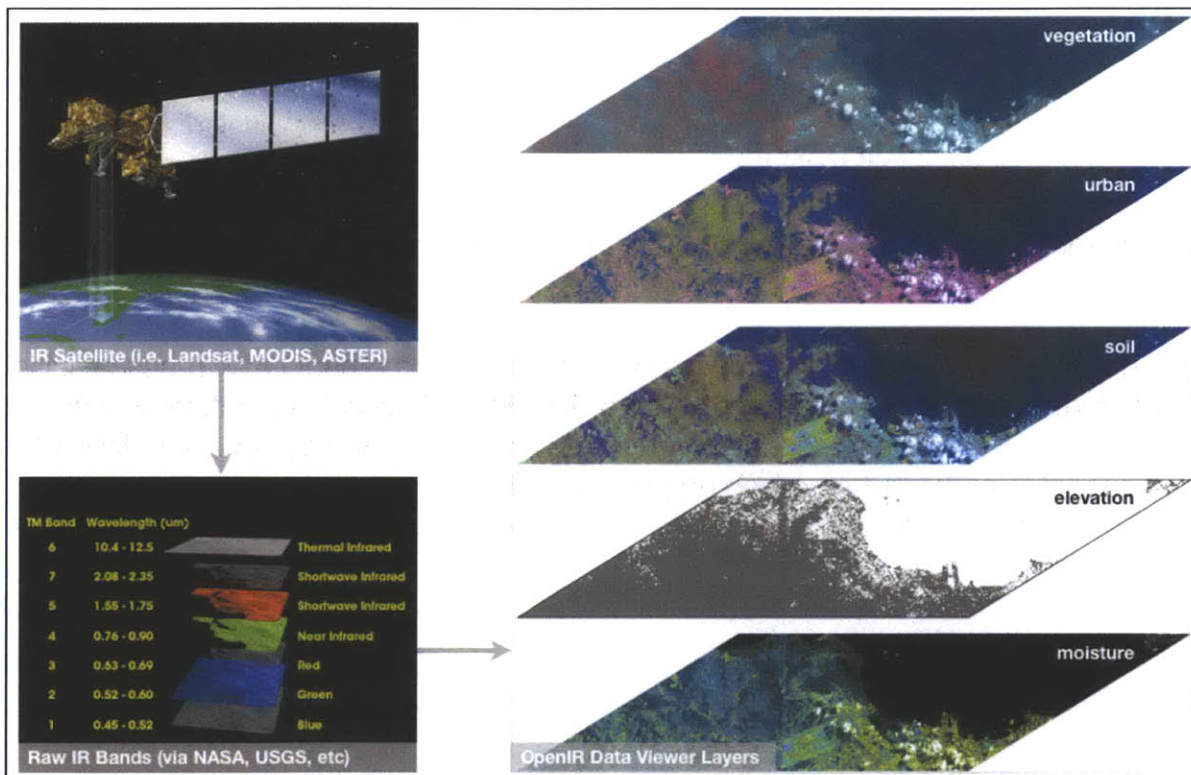 IR Satellite (i.e. Landsat, MODIS, ASTER)
TM Band Wavelength (um)
6 10.4 - 12.5 Thermal Infrared
7 2.08 - 2.35 Shortwave Infrared
5 1.55 - 1.75 Shortwave Infrared
4 0.76 - 0.90 Near Infrared
3 0.63 - 0.69 Red
2 0.52 - 0.60 Green
1 0.45 - 0.52 Blue
Raw IR Bands (via NASA, USGS, etc)
vegetation
urban
soil
elevation
moisture
OpenIR Data Viewer Layers